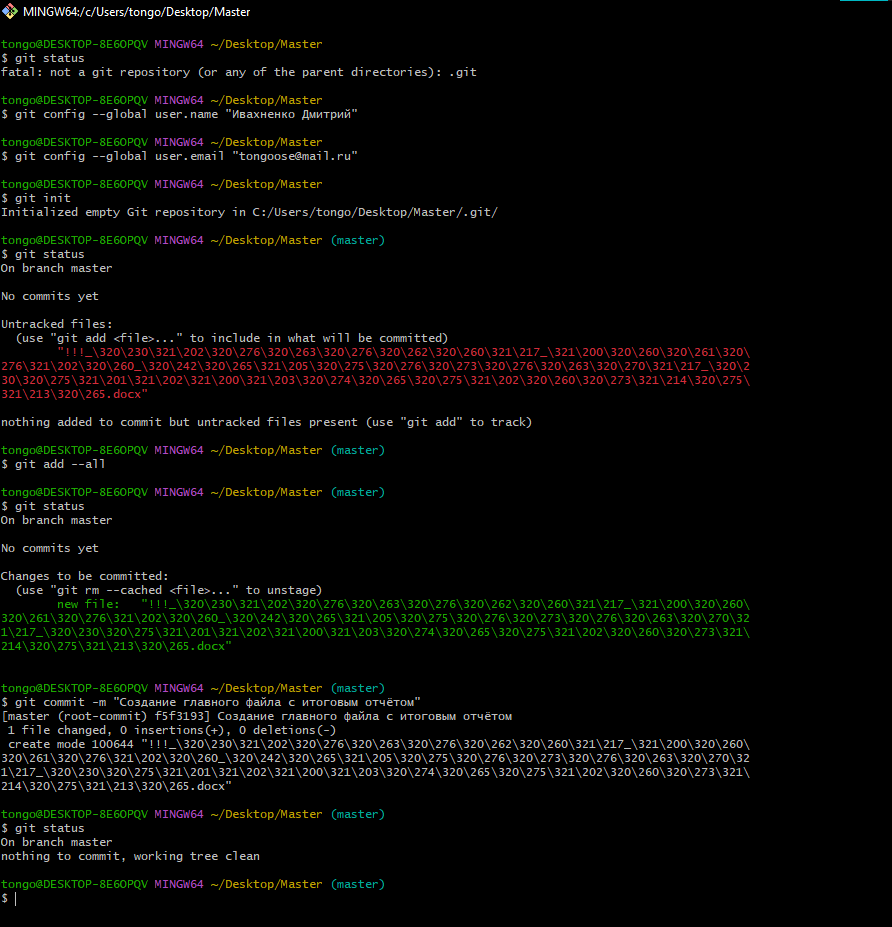 MINGW64:/c/Users/tongo/Desktop/Master
tongo@DESKTOP-8E6OPQV MINGW64 ~/Desktop/Master
$ git status
fatal: not a git repository (or any of the parent directories): .git
tongo@DESKTOP-8E6OPQV MINGW64 ~/Desktop/Master
$ git config --global user.name "Ивахненко Дмитрий"
tongo@DESKTOP-8E6OPQV MINGW64 ~/Desktop/Master
$ git config --global user.email "tongoose@mail.ru"
tongo@DESKTOP-8E6OPQV MINGW64 ~/Desktop/Master
$ git init
Initialized empty Git repository in C:/Users/tongo/Desktop/Master/.git/
tongo@DESKTOP-8E6OPQV MINGW64 ~/Desktop/Master (master)
$ git status
On branch master
No commits yet
Untracked files:
(use "git add <file>..." to include in what will be committed)
"!!!_\320\230\321\202\320\276\320\263\320\276\320\262\320\260\321\217_\321\200\320\260\320\261\320\
276\321\202\320\260_\320\242\320\265\321\205\320\275\320\276\320\273\320\276\320\263\320\270\321\217_\320\2
30\320\275\321\201\321\202\321\200\321\203\320\274\320\265\320\275\321\202\320\260\320\273\321\214\320\275\
321\213\320\265.docx"
nothing added to commit but untracked files present (use "git add" to track)
tongo@DESKTOP-8E6OPQV MINGW64 ~/Desktop/Master (master)
$ git add --all
tongo@DESKTOP-8E6OPQV MINGW64 ~/Desktop/Master (master)
$ git status
On branch master
No commits yet
Changes to be committed:
(use "git rm --cached <file>..." to unstage)
new file:   "!!!_\320\230\321\202\320\276\320\263\320\276\320\262\320\260\321\217_\321\200\320\260\
320\261\320\276\321\202\320\260_\320\242\320\265\321\205\320\275\320\276\320\273\320\276\320\263\320\270\32
1\217_\320\230\320\275\321\201\321\202\321\200\321\203\320\274\320\265\320\275\321\202\320\260\320\273\321\
214\320\275\321\213\320\265.docx"
tongo@DESKTOP-8E6OPQV MINGW64 ~/Desktop/Master (master)
$ git commit -m "Создание главного файла с итоговым отчётом"
[master (root-commit) f5f3193] Создание главного файла с итоговым отчётом
1 file changed, 0 insertions(+), 0 deletions(-)
create mode 100644 "!!!_\320\230\321\202\320\276\320\263\320\276\320\262\320\260\321\217_\321\200\320\260\
320\261\320\276\321\202\320\260_\320\242\320\265\321\205\320\275\320\276\320\273\320\276\320\263\320\270\32
1\217_\320\230\320\275\321\201\321\202\321\200\321\203\320\274\320\265\320\275\321\202\320\260\320\273\321\
214\320\275\321\213\320\265.docx"
tongo@DESKTOP-8E6OPQV MINGW64 ~/Desktop/Master (master)
$ git status
On branch master
nothing to commit, working tree clean
tongo@DESKTOP-8E6OPQV MINGW64 ~/Desktop/Master (master)
$